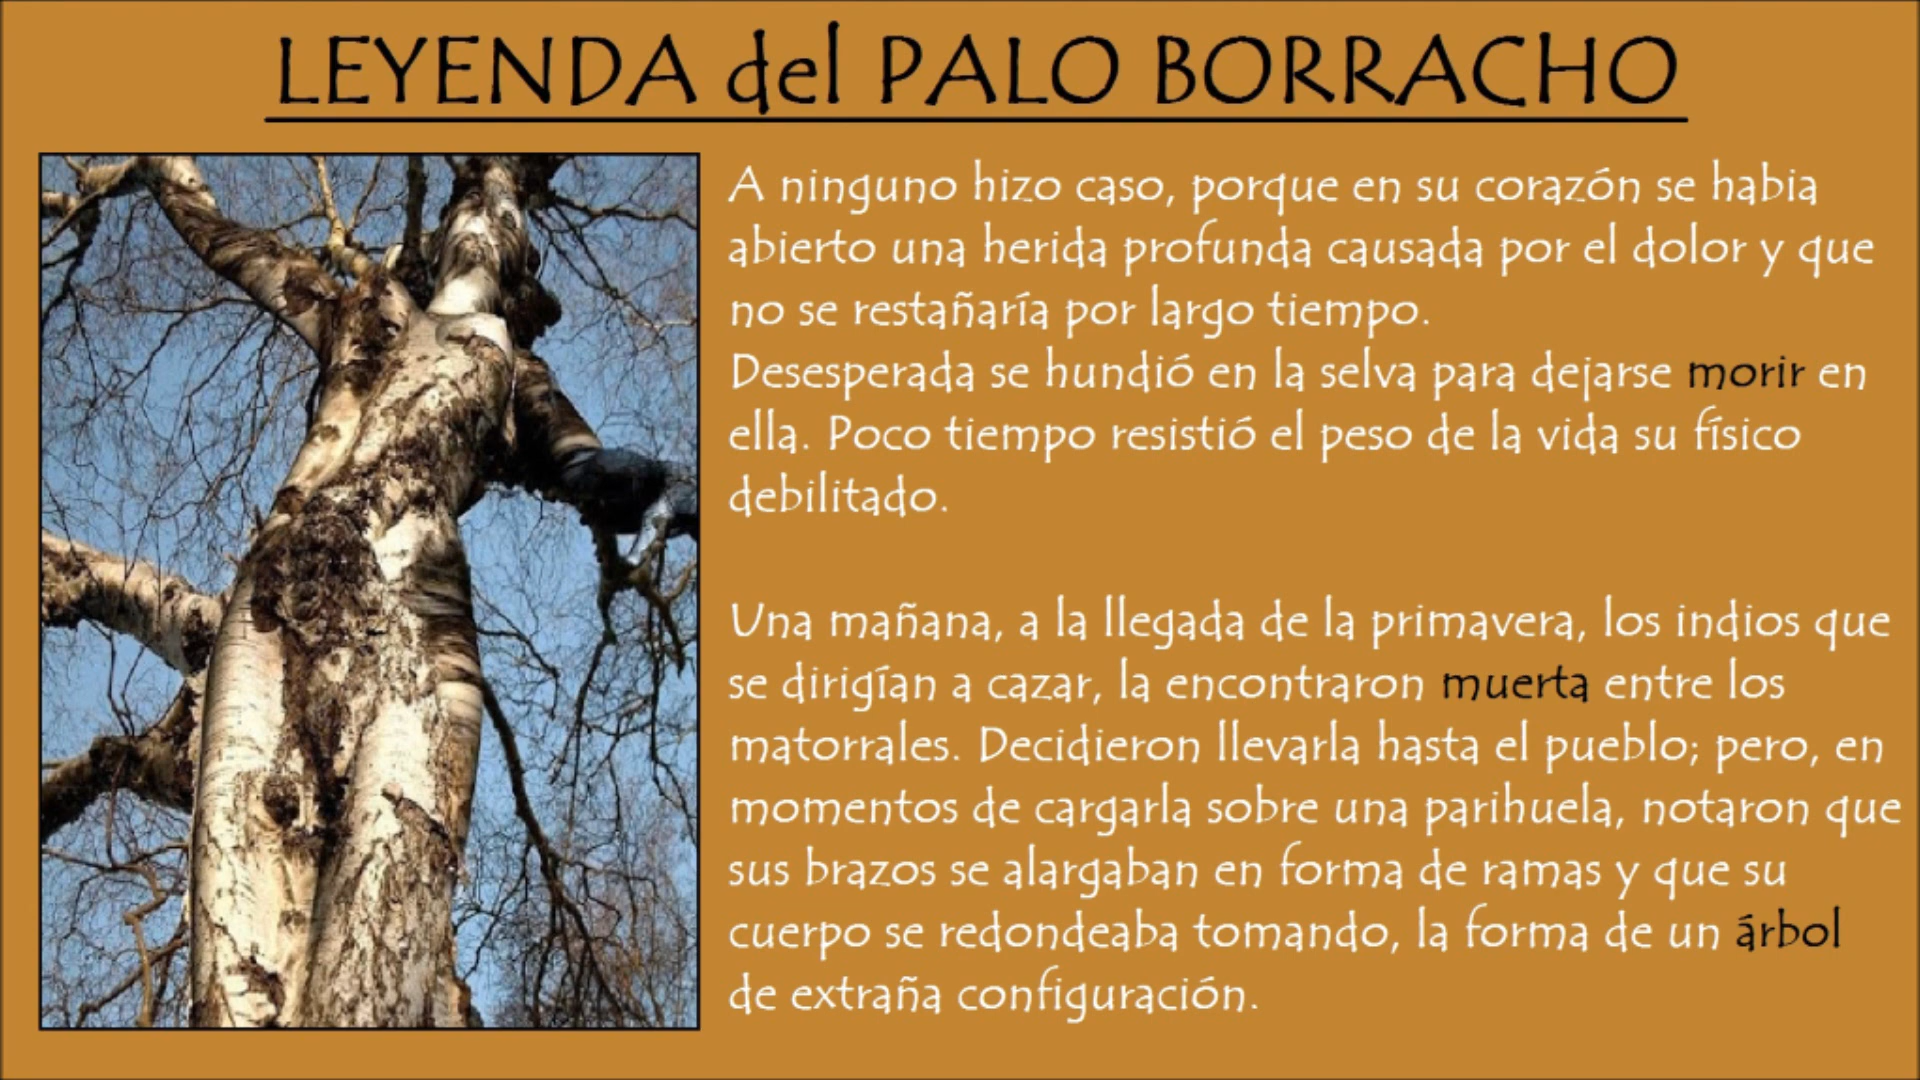 LEYENDA del PALO BORRACHO
A ninguno hizo caso, porque en su corazón se habia
abierto una herida profunda causada por el dolor y que
no se restañaría por largo tiempo.
Desesperada se hundió en la selva para dejarse morir en
ella. Poco tiempo resistió el peso de la vida su físico
debilitado.
Una mañana, a la llegada de la primavera, los indios que
se dirigían a cazar, la encontraron muerta entre los
matorrales. Decidieron llevarla hasta el pueblo; pero, en
momentos de cargarla sobre una parihuela, notaron que
sus brazos se alargaban en forma de ramas y que su
cuerpo se redondeaba tomando, la forma de un árbol
de extraña configuración.